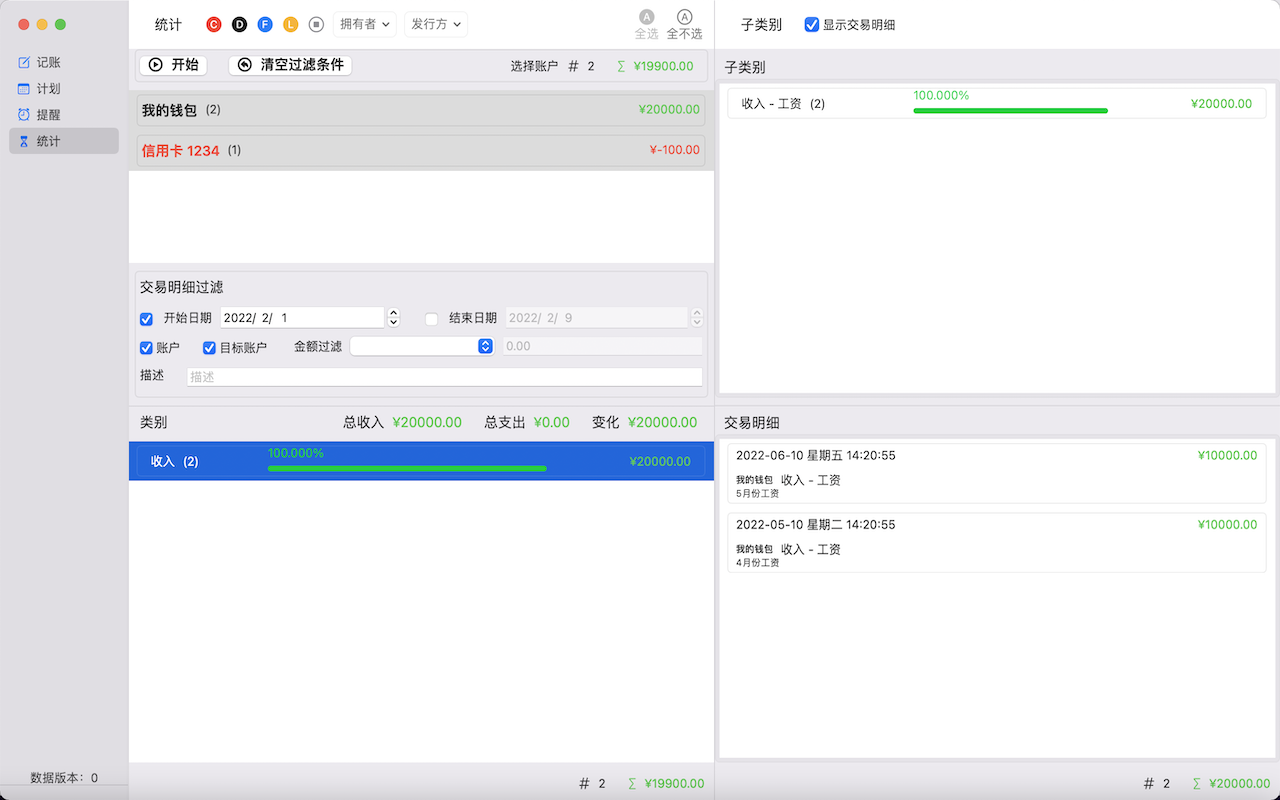 统计 C D F L 拥有者 发行方 A 全选 A 全不选
子类别 显示交易明细
记账
计划
提醒
统计
开始 清空过滤条件 选择账户 # 2 ∑ ¥19900.00
我的钱包 (2) ¥20000.00
信用卡 1234 (1) ¥-100.00
交易明细过滤
开始日期 2022/ 2/ 1 结束日期 2022/ 2/ 9
账户 目标账户 金额过滤 0.00
描述 描述
类别 总收入 ¥20000.00 总支出 ¥0.00 变化 ¥20000.00
收入 (2) 100.000% ¥20000.00
# 2 ∑ ¥19900.00
子类别
收入 - 工资 (2) 100.000% ¥20000.00
交易明细
2022-06-10 星期五 14:20:55 ¥10000.00
我的钱包 收入 - 工资
5月份工资
2022-05-10 星期二 14:20:55 ¥10000.00
我的钱包 收入 - 工资
4月份工资
# 2 ∑ ¥20000.00
数据版本: 0